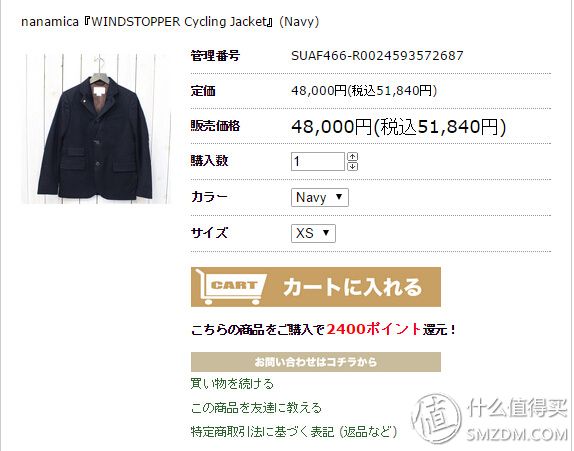 nanamica『WINDSTOPPER Cycling Jacket』(Navy)
管理番号 SUAF466-R0024593572687
定価 48,000円(税込51,840円)
販売価格 48,000円(税込51,840円)
購入数 1
カラー Navy
サイズ XS
CART カートに入れる
こちらの商品をご購入で2400ポイント還元！
お問い合わせはコチラから
買い物を続ける
この商品を友達に教える
特定商取引法に基づく表記 (返品など)
值 什么值得买
SMZDM.COM